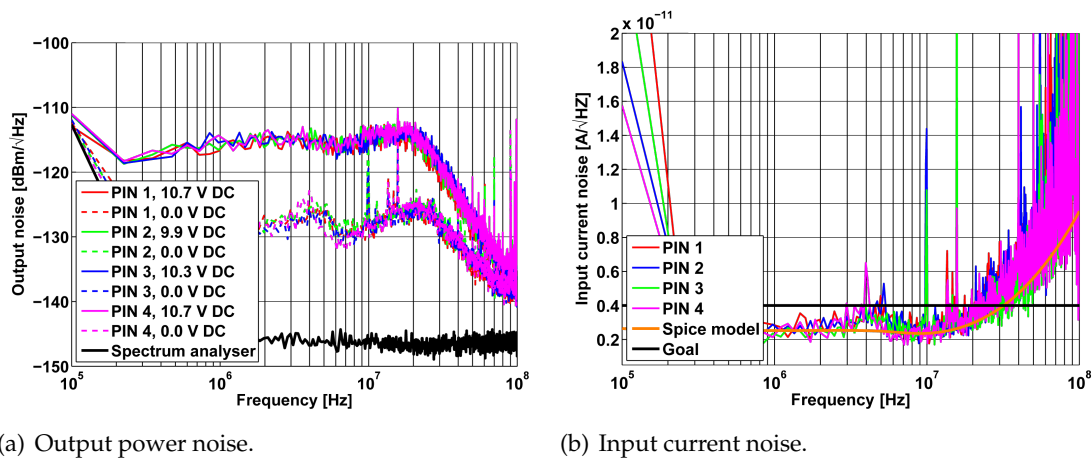 −100
−110
−120
−130
−140
−150
Output noise [dBm/√Hz]
PIN 1, 10.7 V DC
PIN 1, 0.0 V DC
PIN 2, 9.9 V DC
PIN 2, 0.0 V DC
PIN 3, 10.3 V DC
PIN 3, 0.0 V DC
PIN 4, 10.7 V DC
PIN 4, 0.0 V DC
Spectrum analyser
10^5 10^6 10^7 10^8
Frequency [Hz]
(a) Output power noise.
x 10^−11
2
1.8
1.6
1.4
1.2
1
0.8
0.6
0.4
0.2
Input current noise [A/√HZ]
PIN 1
PIN 2
PIN 3
PIN 4
Spice model
Goal
10^5 10^6 10^7 10^8
Frequency [Hz]
(b) Input current noise.